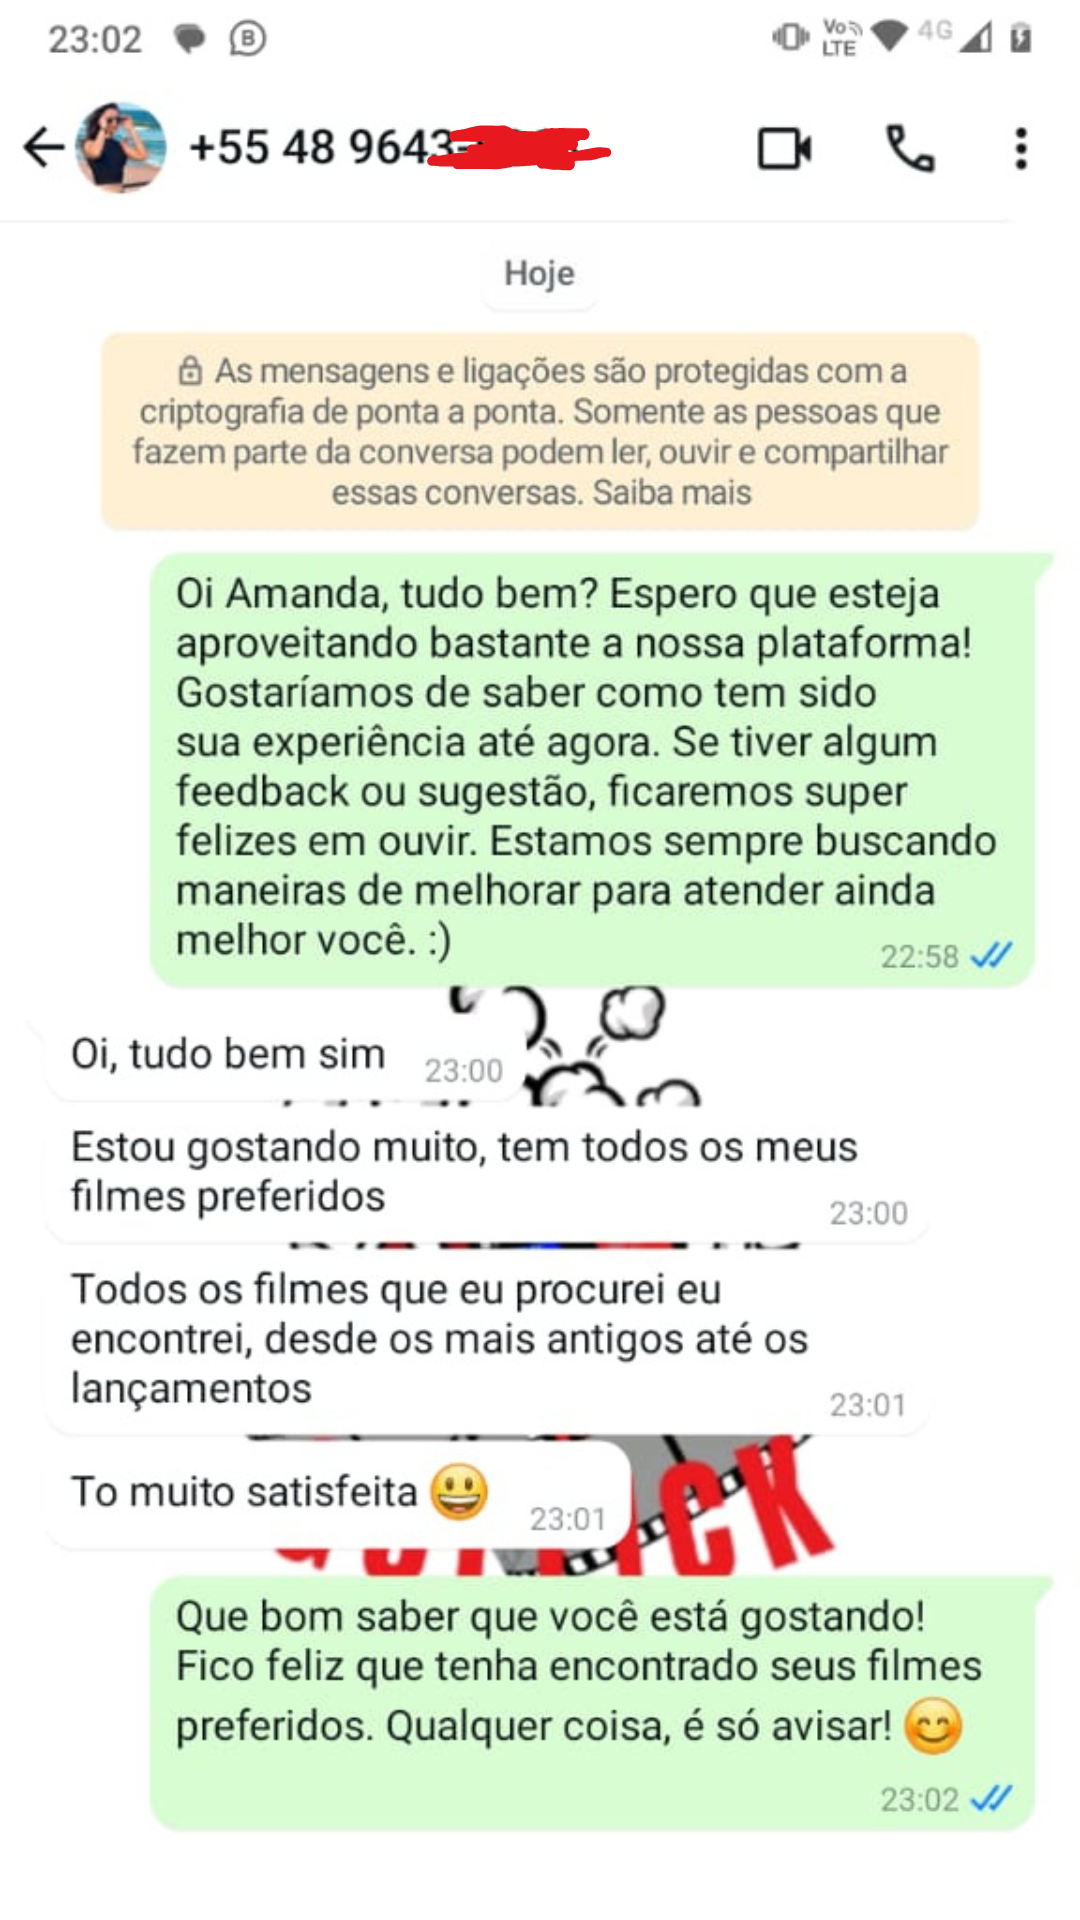 23:02
Vo
LTE
4G
+55 48 9643-
Hoje
As mensagens e ligações são protegidas com a
criptografia de ponta a ponta. Somente as pessoas que
fazem parte da conversa podem ler, ouvir e compartilhar
essas conversas. Saiba mais
Oi Amanda, tudo bem? Espero que esteja
aproveitando bastante a nossa plataforma!
Gostaríamos de saber como tem sido
sua experiência até agora. Se tiver algum
feedback ou sugestão, ficaremos super
felizes em ouvir. Estamos sempre buscando
maneiras de melhorar para atender ainda
melhor você. :)
22:58
Oi, tudo bem sim
23:00
Estou gostando muito, tem todos os meus
filmes preferidos
23:00
Todos os filmes que eu procurei eu
encontrei, desde os mais antigos até os
lançamentos
23:01
To muito satisfeita 😃
23:01
Que bom saber que você está gostando!
Fico feliz que tenha encontrado seus filmes
preferidos. Qualquer coisa, é só avisar! 😊
23:02